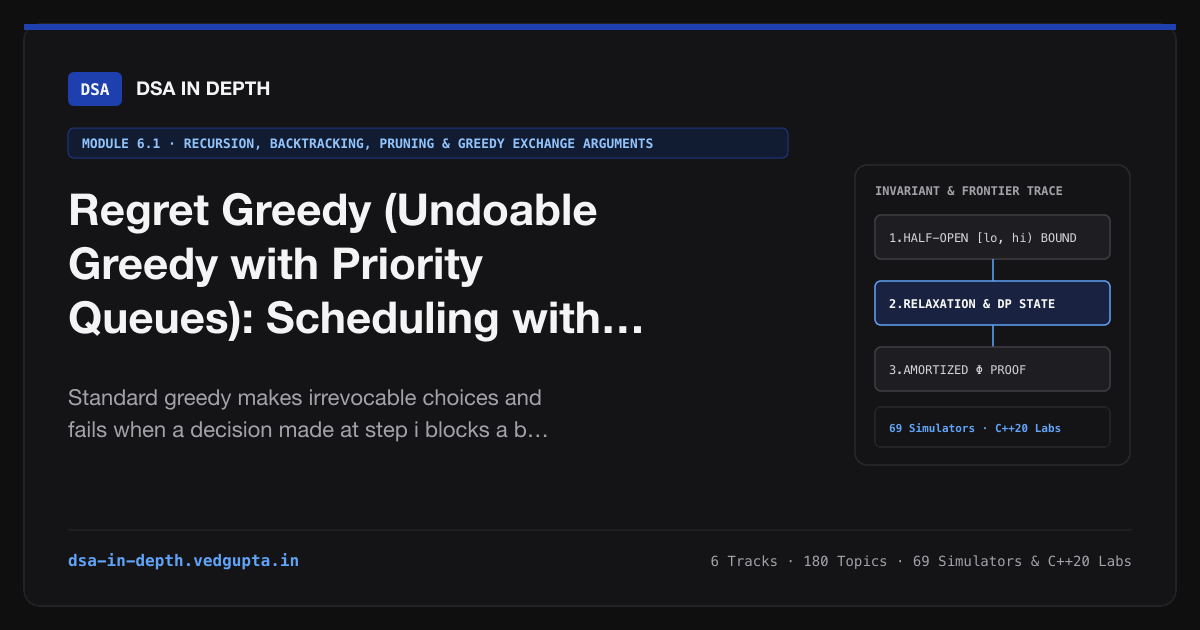 DSA DSA IN DEPTH
MODULE 6.1 · RECURSION, BACKTRACKING, PRUNING & GREEDY EXCHANGE ARGUMENTS
Regret Greedy (Undoable
Greedy with Priority
Queues): Scheduling with…
Standard greedy makes irrevocable choices and
fails when a decision made at step i blocks a b…
INVARIANT & FRONTIER TRACE
1.HALF-OPEN [lo, hi) BOUND
2.RELAXATION & DP STATE
3.AMORTIZED Φ PROOF
69 Simulators · C++20 Labs
dsa-in-depth.vedgupta.in
6 Tracks · 180 Topics · 69 Simulators & C++20 Labs